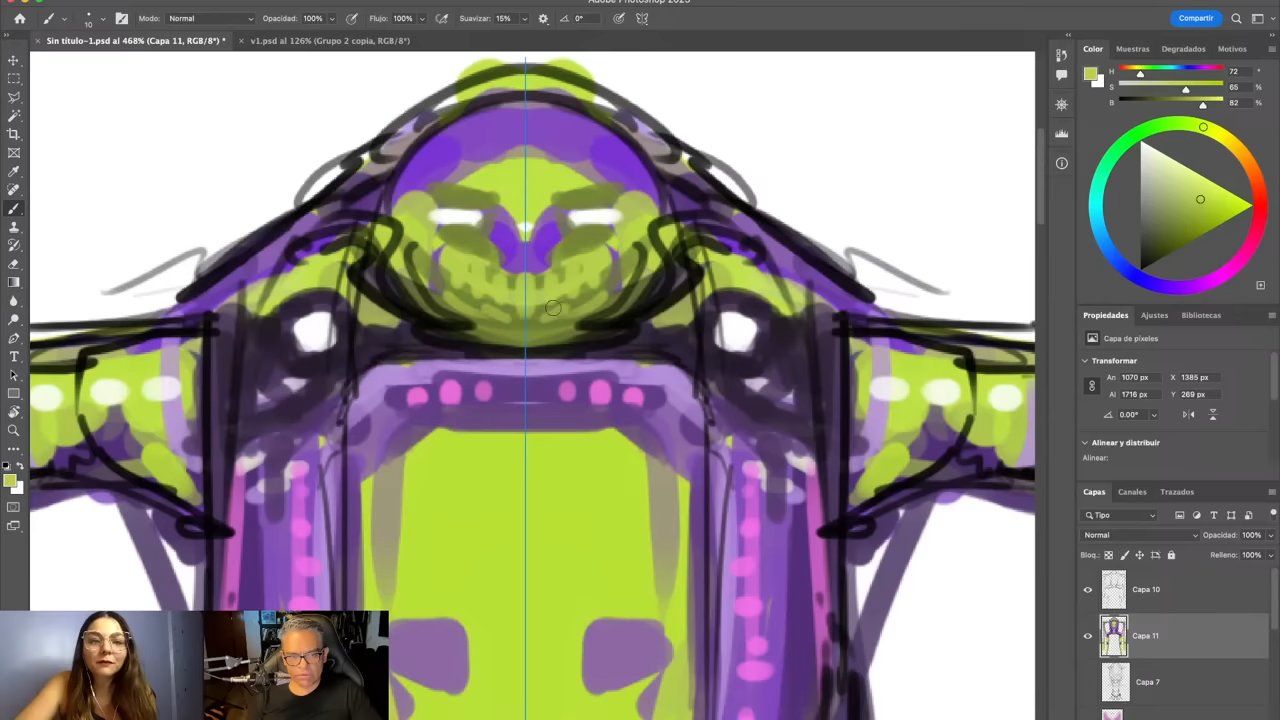 Adobe Photoshop 2025
10
Modo: Normal
Opacidad: 100%
Flujo: 100%
Suavizar: 15%
0°
Compartir
Sin título-1.psd al 468% (Capa 11, RGB/8*) *
v1.psd al 126% (Grupo 2 copia, RGB/8*)
Color Muestras Degradados Motivos
H 72 °
S 65 %
B 82 %
Propiedades Ajustes Bibliotecas
Capa de píxeles
Transformar
An 1070 px X 1385 px
Al 1716 px Y 269 px
0.00°
Alinear y distribuir
Alinear:
Capas Canales Trazados
Tipo
Normal Opacidad: 100%
Bloq.: Relleno: 100%
Capa 10
Capa 11
Capa 7